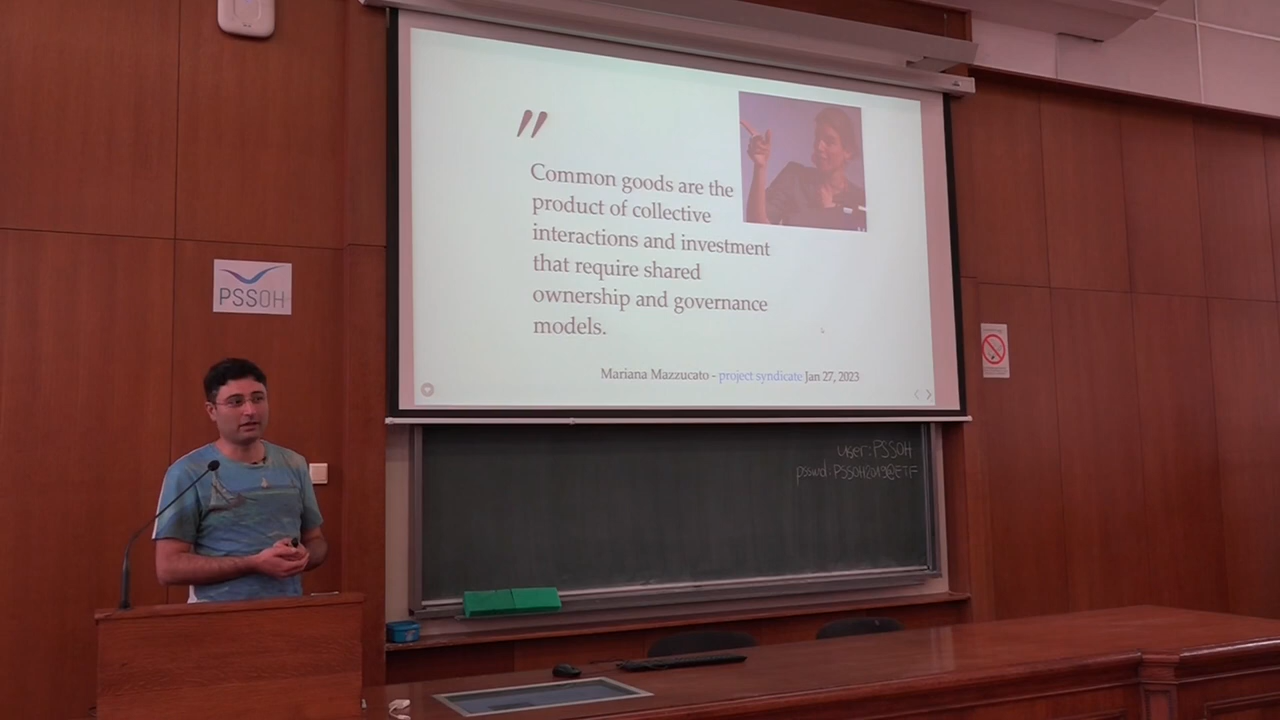 "
Common goods are the
product of collective
interactions and investment
that require shared
ownership and governance
models.
Mariana Mazzucato - project syndicate Jan 27, 2023
PSSOH
user: PSSOH
psswd: PSSOH2019@ETF